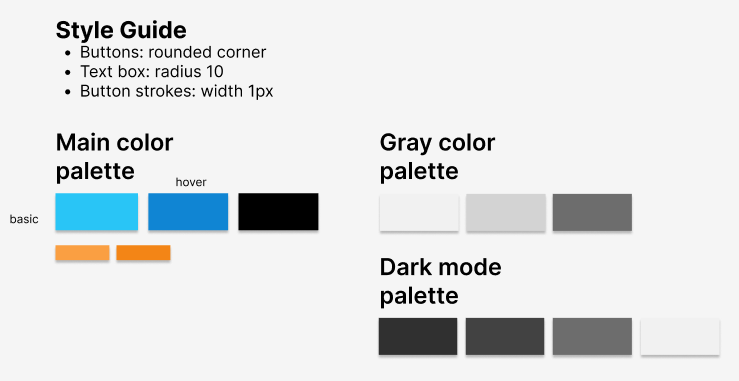 Style Guide
• Buttons: rounded corner
• Text box: radius 10
• Button strokes: width 1px
Main color
palette
hover
basic
Gray color
palette
Dark mode
palette